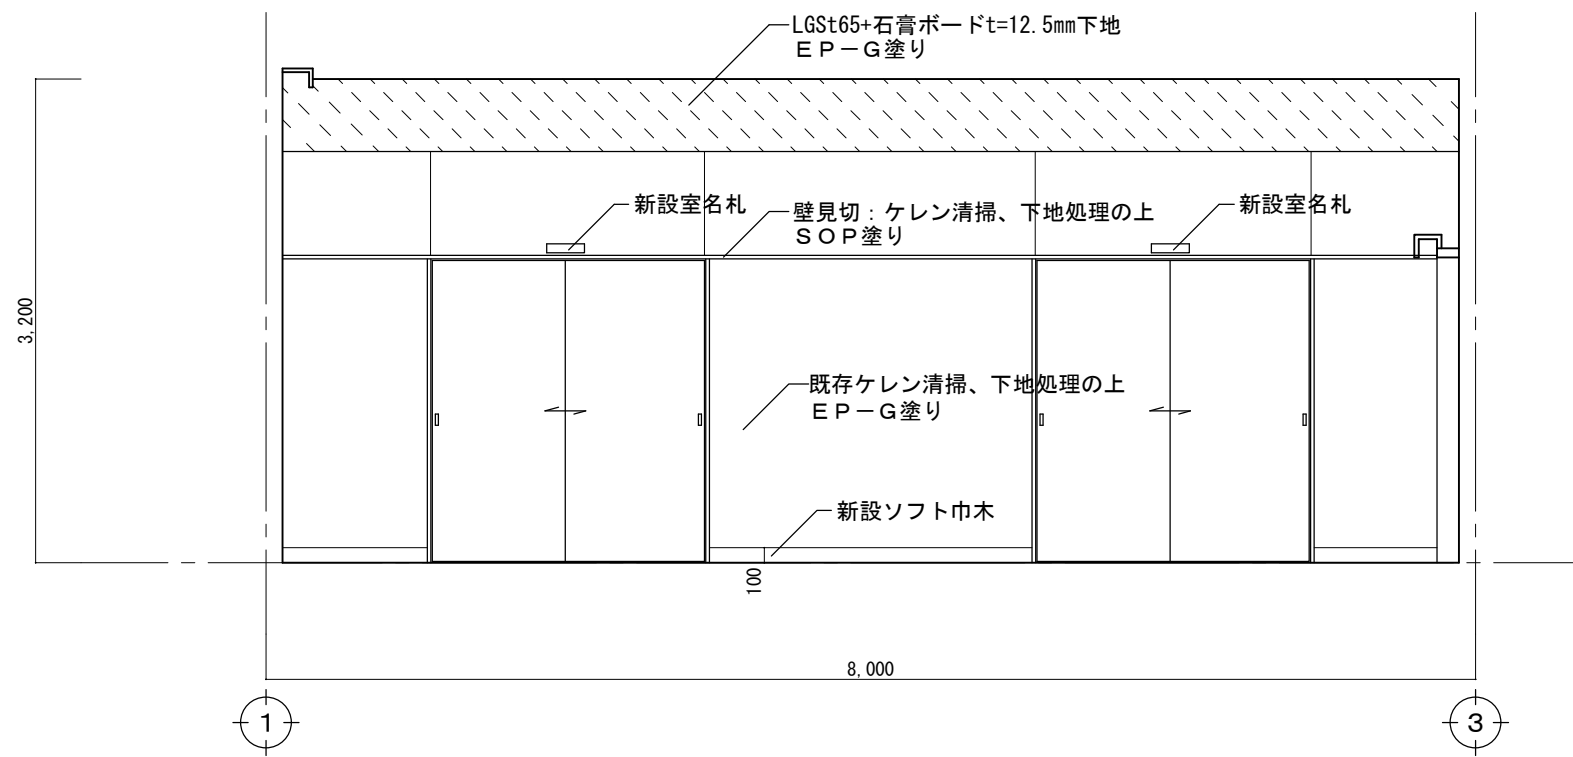 LGSt65+石膏ボードt=12.5mm下地
ＥＰ－Ｇ塗り
新設室名札
壁見切：ケレン清掃、下地処理の上
ＳＯＰ塗り
新設室名札
3,200
既存ケレン清掃、下地処理の上
ＥＰ－Ｇ塗り
新設ソフト巾木
100
8,000
1
3